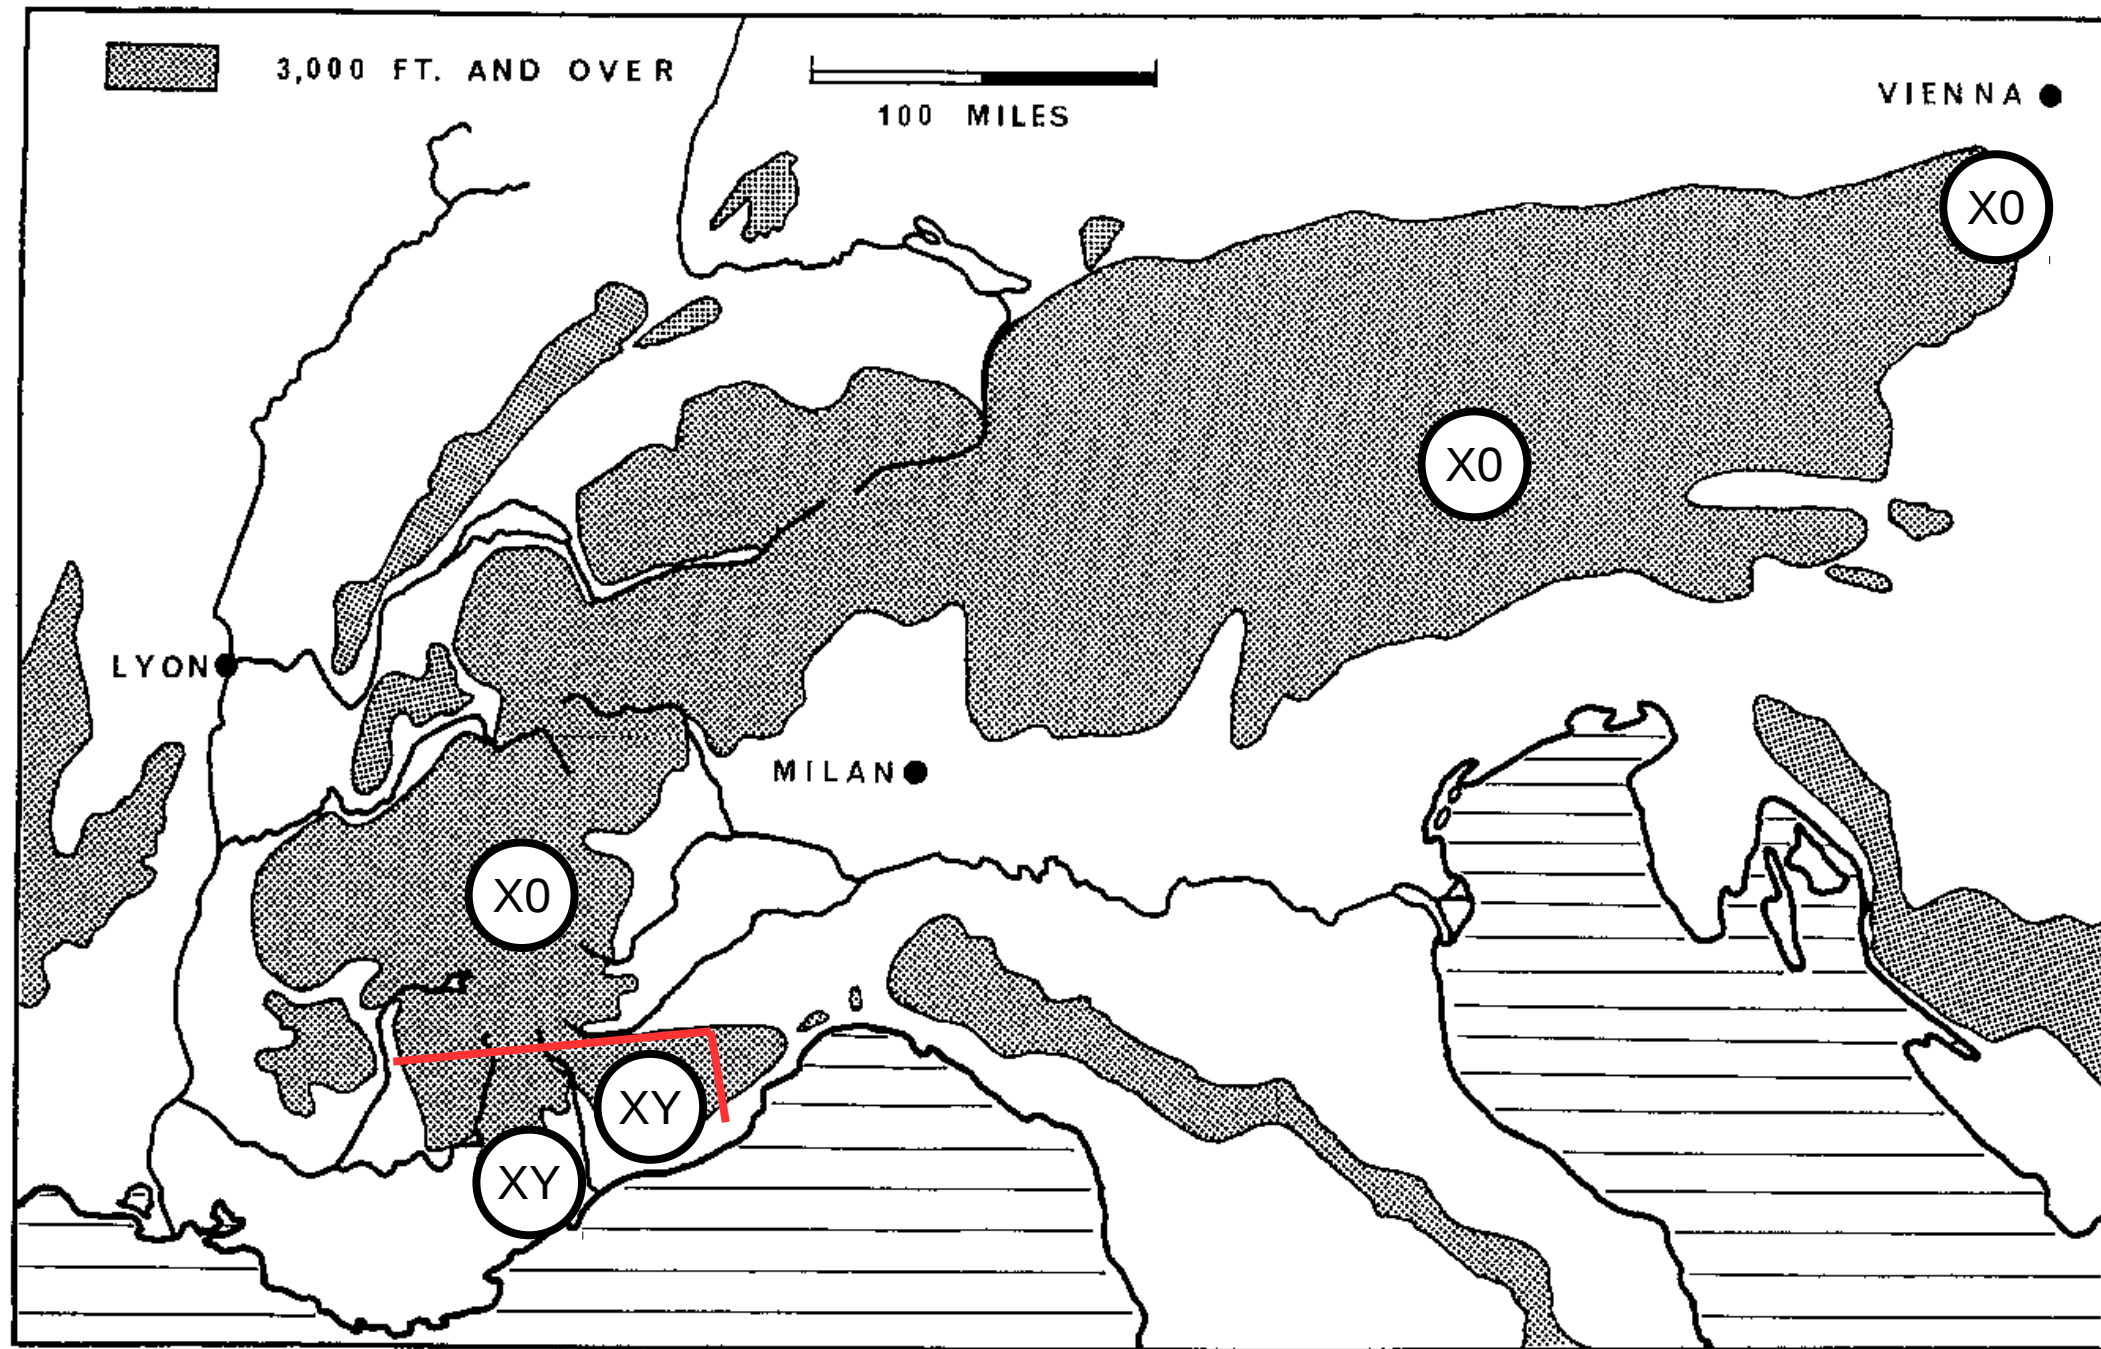 3,000 FT. AND OVER
100 MILES
VIENNA
X0
X0
LYON
MILAN
X0
XY
XY